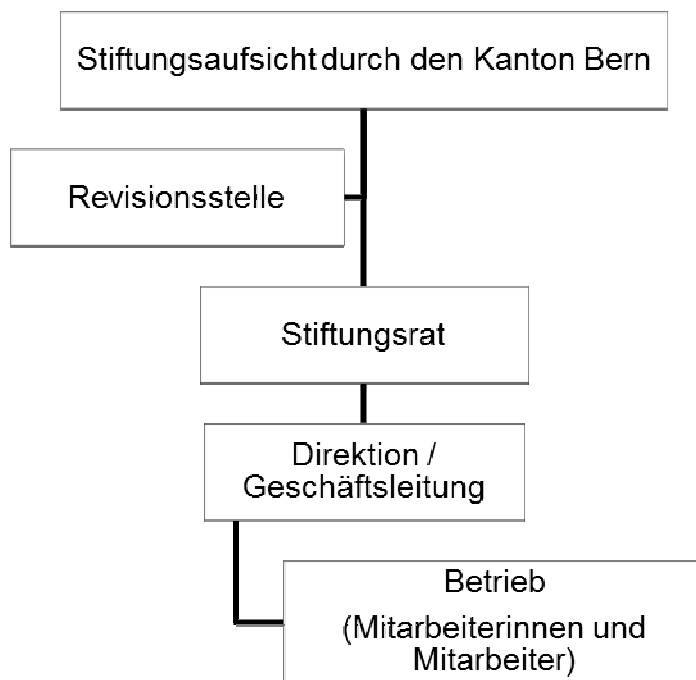 Stiftungsaufsicht durch den Kanton Bern
Revisionsstelle
Stiftungsrat
Direktion /
Geschäftsleitung
Betrieb
(Mitarbeiterinnen und
Mitarbeiter)